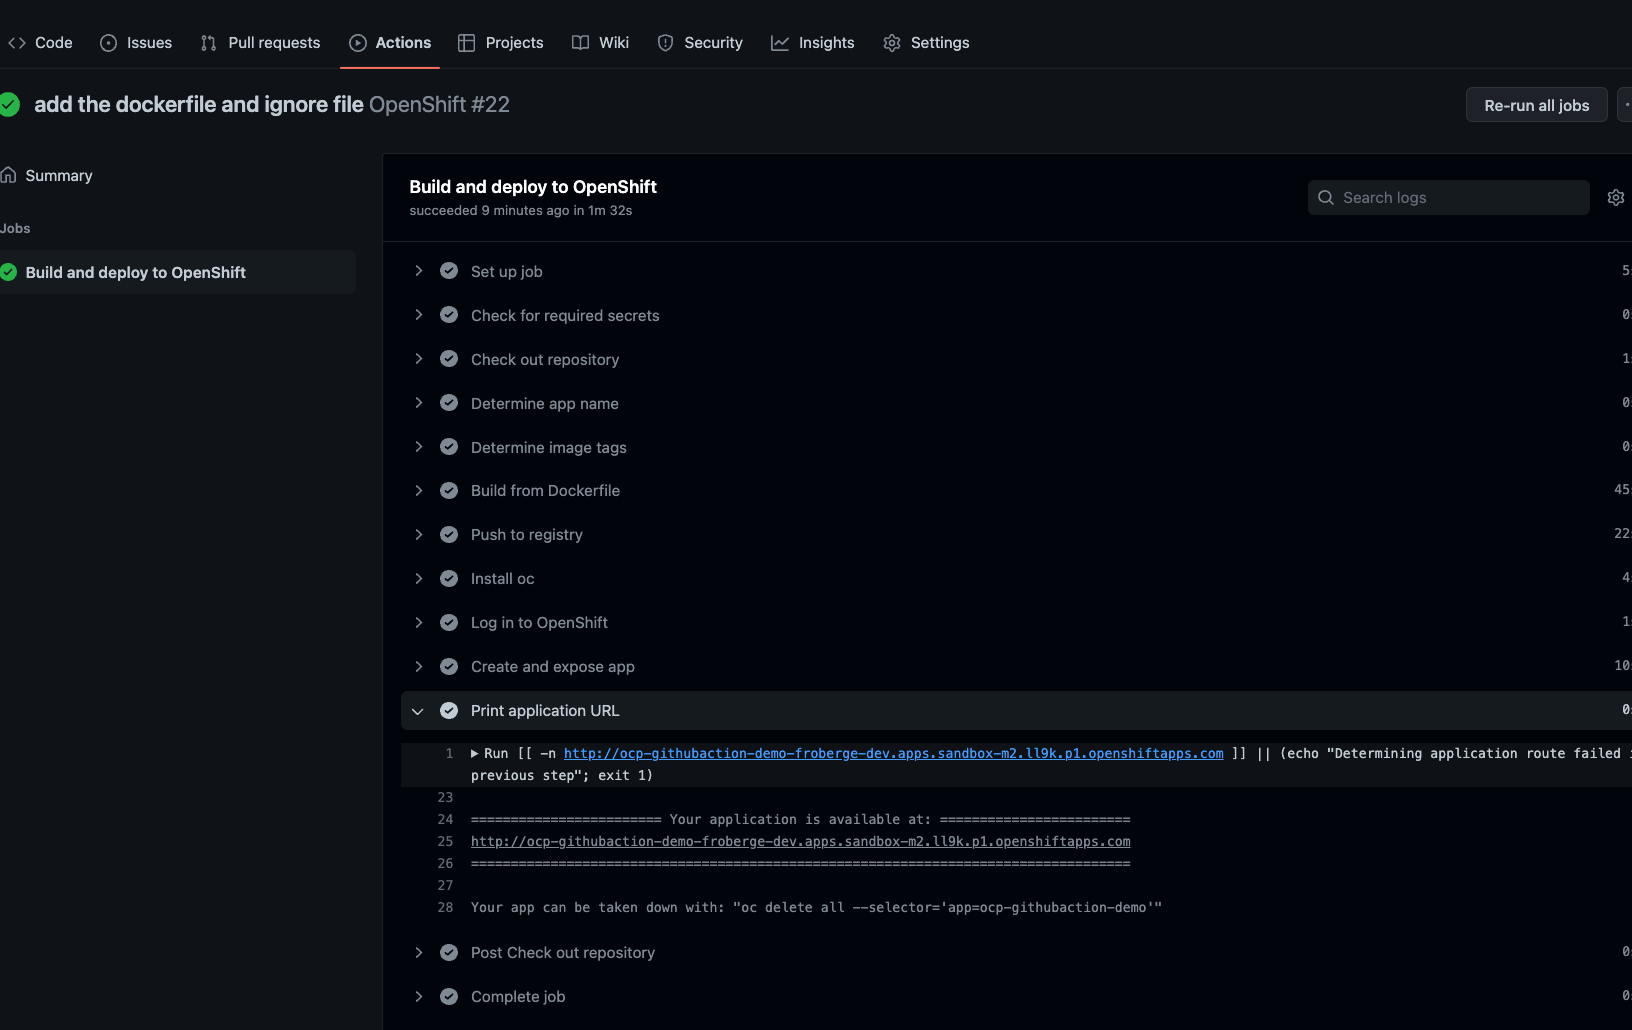 Code Issues Pull requests Actions Projects Wiki Security Insights Settings
add the dockerfile and ignore file OpenShift #22
Re-run all jobs
Summary
Jobs
Build and deploy to OpenShift
Build and deploy to OpenShift
succeeded 9 minutes ago in 1m 32s
Search logs
Set up job 5
Check for required secrets 0
Check out repository 1
Determine app name 0
Determine image tags 0
Build from Dockerfile 45
Push to registry 22
Install oc 4
Log in to OpenShift 1
Create and expose app 10
Print application URL 0
1 Run [[ -n http://ocp-githubaction-demo-froberge-dev.apps.sandbox-m2.ll9k.p1.openshiftapps.com ]] || (echo "Determining application route failed
previous step"; exit 1)
23
24 ======================== Your application is available at: ========================
25 http://ocp-githubaction-demo-froberge-dev.apps.sandbox-m2.ll9k.p1.openshiftapps.com
26 ===================================================================================
27
28 Your app can be taken down with: "oc delete all --selector='app=ocp-githubaction-demo'"
Post Check out repository 0
Complete job 0